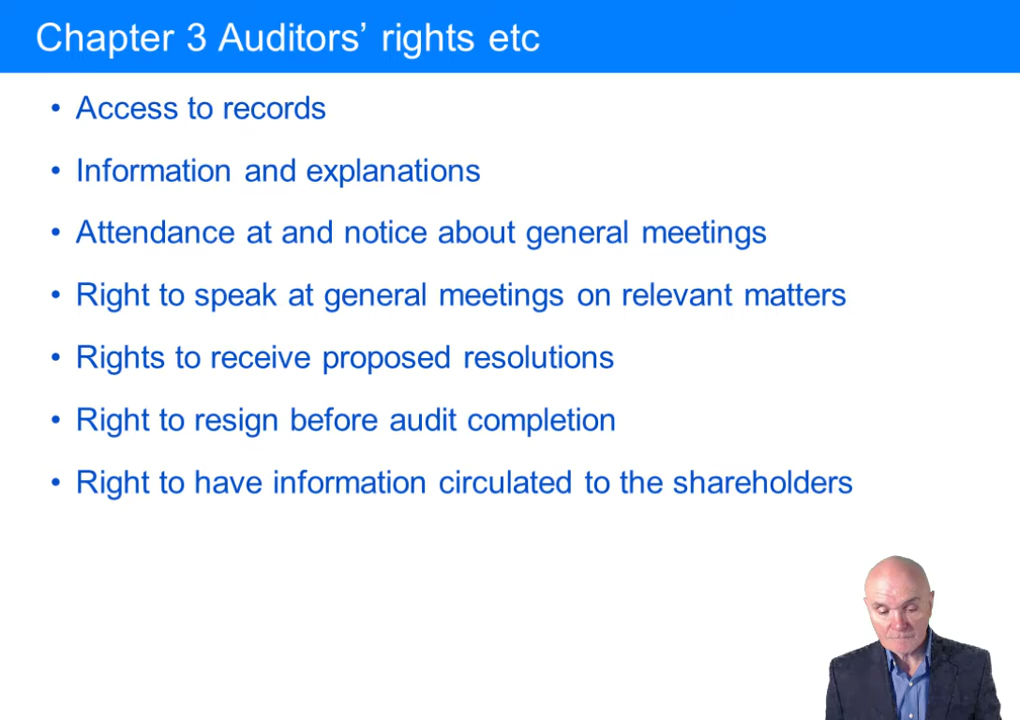 Chapter 3 Auditors’ rights etc
• Access to records
• Information and explanations
• Attendance at and notice about general meetings
• Right to speak at general meetings on relevant matters
• Rights to receive proposed resolutions
• Right to resign before audit completion
• Right to have information circulated to the shareholders